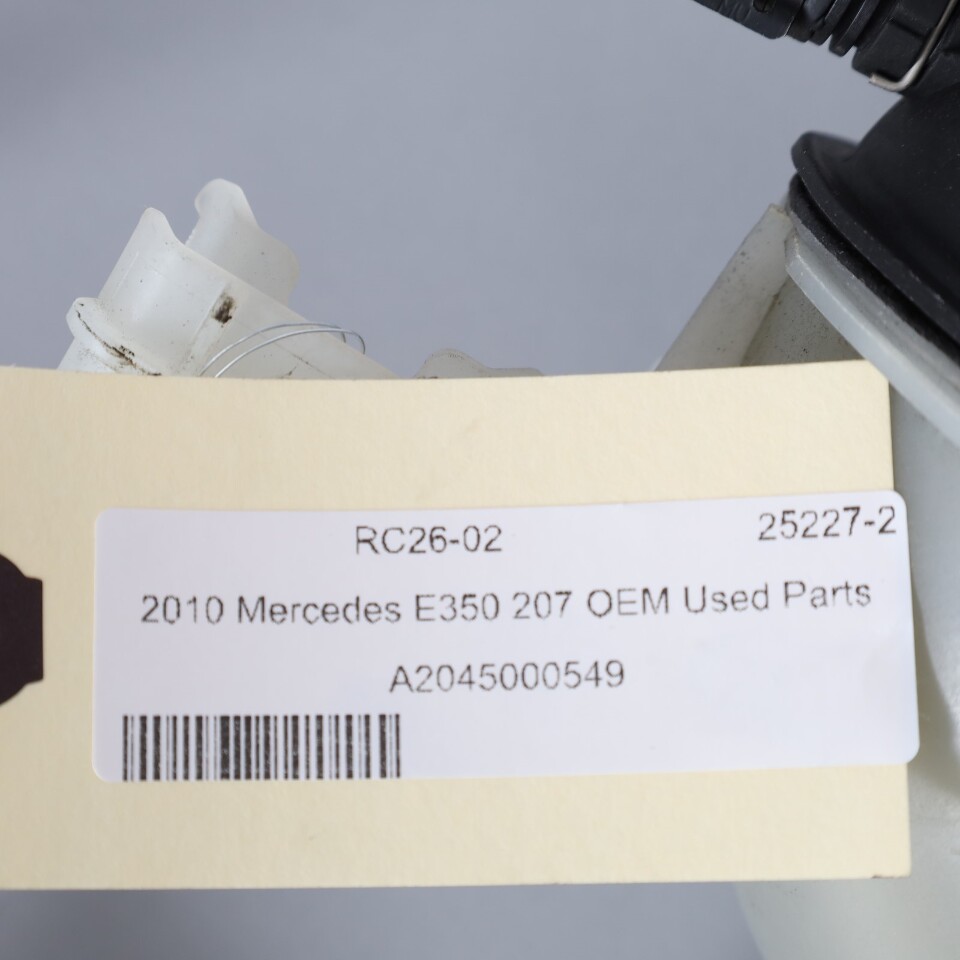 RC26-02 25227-2
2010 Mercedes E350 207 OEM Used Parts
A2045000549